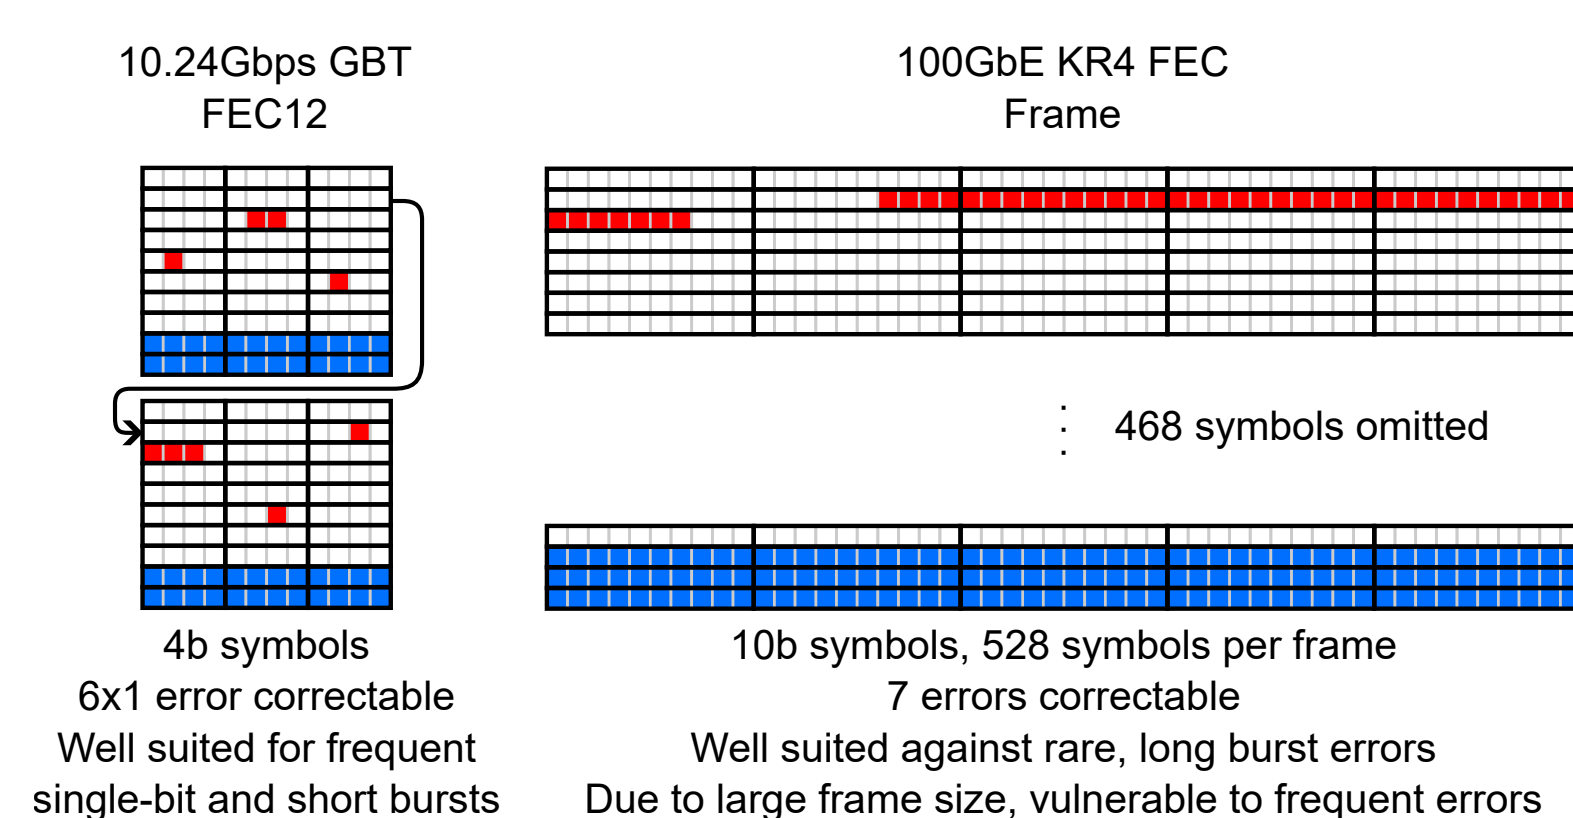 10.24Gbps GBT
FEC12
100GbE KR4 FEC
Frame
468 symbols omitted
4b symbols
6x1 error correctable
Well suited for frequent
single-bit and short bursts
10b symbols, 528 symbols per frame
7 errors correctable
Well suited against rare, long burst errors
Due to large frame size, vulnerable to frequent errors